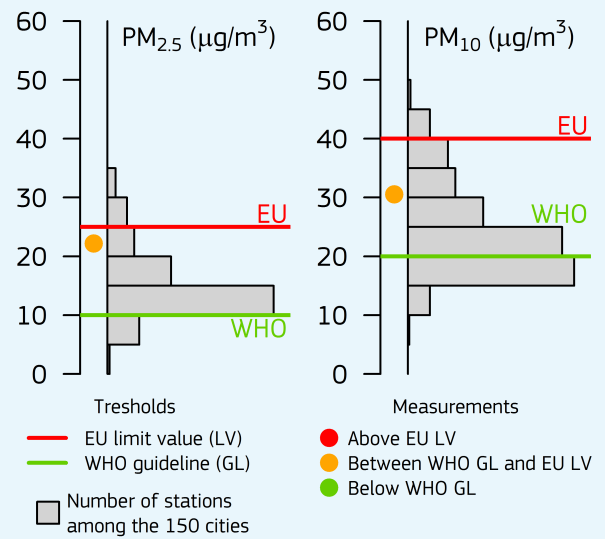 PM2.5 (µg/m³)
60
50
40
30
20
10
0
EU
WHO
PM10 (µg/m³)
60
50
40
30
20
10
0
EU
WHO
Tresholds
EU limit value (LV)
WHO guideline (GL)
Number of stations
among the 150 cities
Measurements
Above EU LV
Between WHO GL and EU LV
Below WHO GL